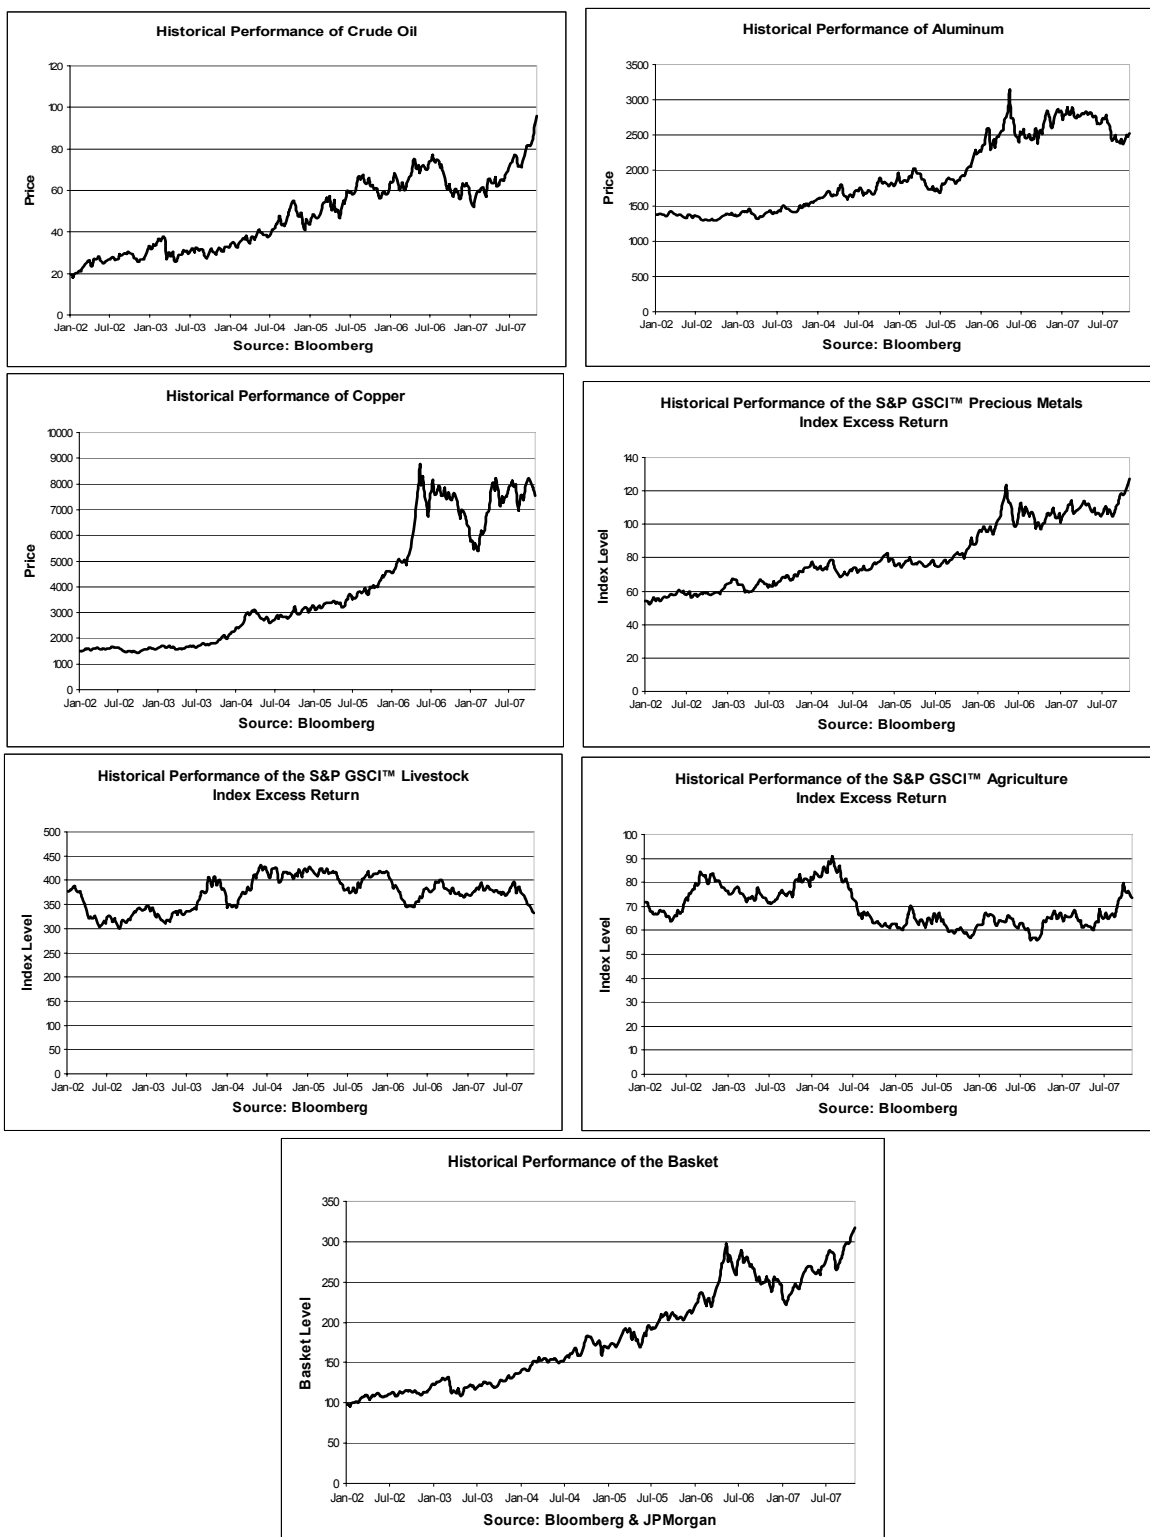 Historical Performance of Crude Oil
120
100
80
60
40
20
0
Price
Jan-02 Jul-02 Jan-03 Jul-03 Jan-04 Jul-04 Jan-05 Jul-05 Jan-06 Jul-06 Jan-07 Jul-07
Source: Bloomberg
Historical Performance of Aluminum
3500
3000
2500
2000
1500
1000
500
0
Price
Jan-02 Jul-02 Jan-03 Jul-03 Jan-04 Jul-04 Jan-05 Jul-05 Jan-06 Jul-06 Jan-07 Jul-07
Source: Bloomberg
Historical Performance of Copper
10000
9000
8000
7000
6000
5000
4000
3000
2000
1000
0
Price
Jan-02 Jul-02 Jan-03 Jul-03 Jan-04 Jul-04 Jan-05 Jul-05 Jan-06 Jul-06 Jan-07 Jul-07
Source: Bloomberg
Historical Performance of the S&P GSCI™ Precious Metals
Index Excess Return
140
120
100
80
60
40
20
0
Index Level
Jan-02 Jul-02 Jan-03 Jul-03 Jan-04 Jul-04 Jan-05 Jul-05 Jan-06 Jul-06 Jan-07 Jul-07
Source: Bloomberg
Historical Performance of the S&P GSCI™ Livestock
Index Excess Return
500
450
400
350
300
250
200
150
100
50
0
Index Level
Jan-02 Jul-02 Jan-03 Jul-03 Jan-04 Jul-04 Jan-05 Jul-05 Jan-06 Jul-06 Jan-07 Jul-07
Source: Bloomberg
Historical Performance of the S&P GSCI™ Agriculture
Index Excess Return
100
90
80
70
60
50
40
30
20
10
0
Index Level
Jan-02 Jul-02 Jan-03 Jul-03 Jan-04 Jul-04 Jan-05 Jul-05 Jan-06 Jul-06 Jan-07 Jul-07
Source: Bloomberg
Historical Performance of the Basket
350
300
250
200
150
100
50
0
Basket Level
Jan-02 Jul-02 Jan-03 Jul-03 Jan-04 Jul-04 Jan-05 Jul-05 Jan-06 Jul-06 Jan-07 Jul-07
Source: Bloomberg & JPMorgan